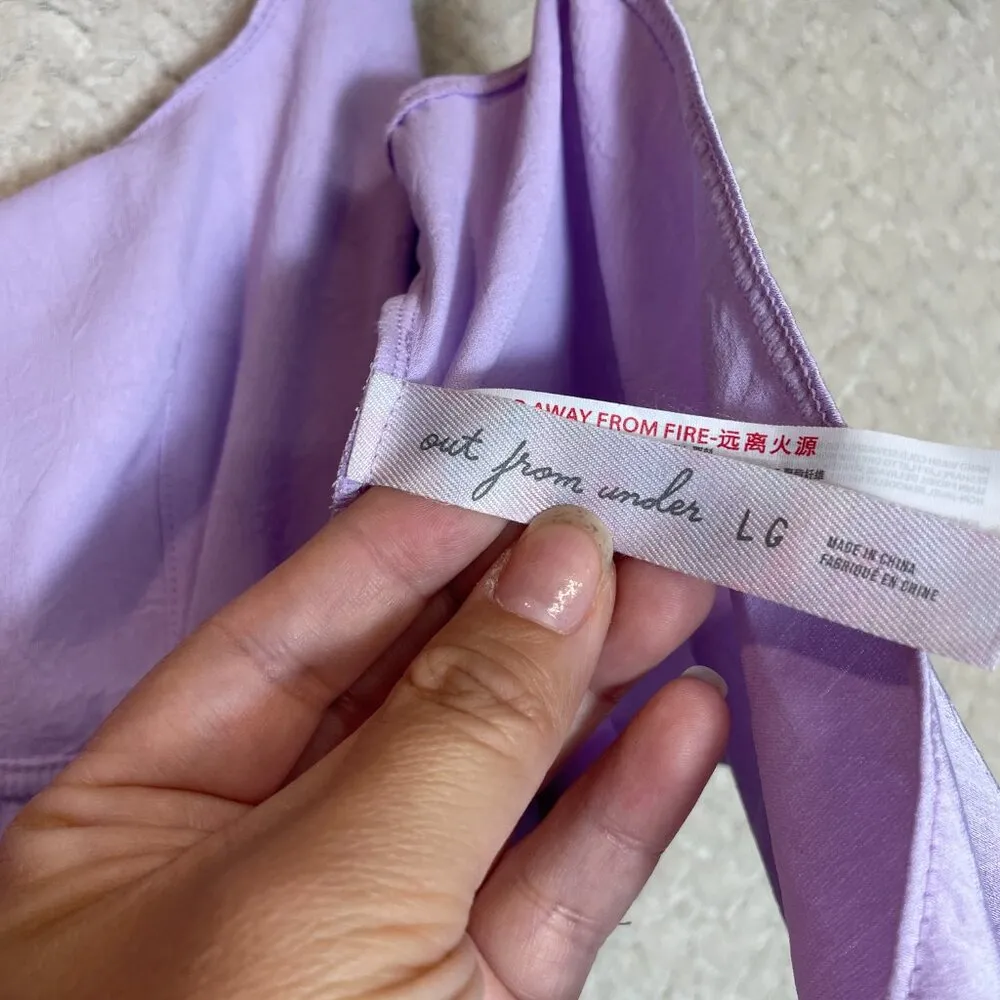 AWAY FROM FIRE-远离火源
out from under LG
MADE IN CHINA
FABRIQUÉ EN CHINE